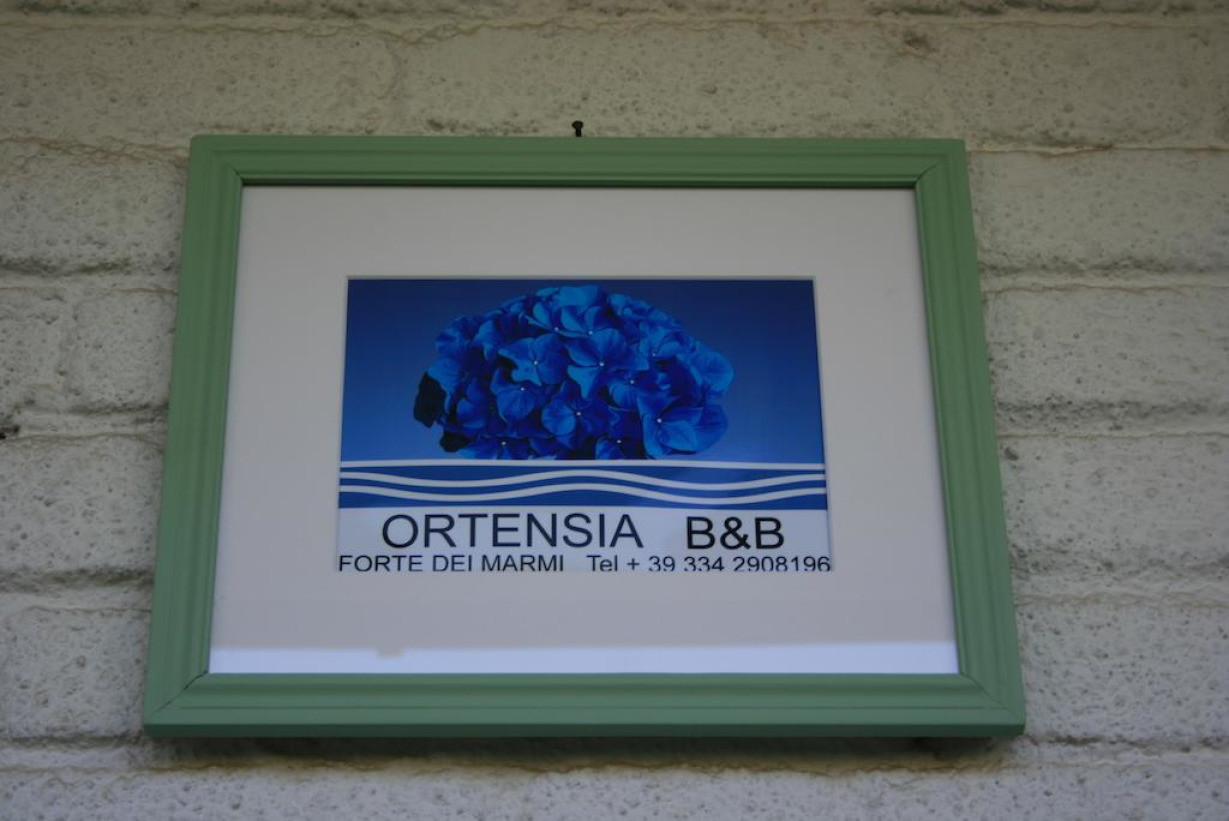 ORTENSIA B&B
FORTE DEI MARMI Tel + 39 334 2908196